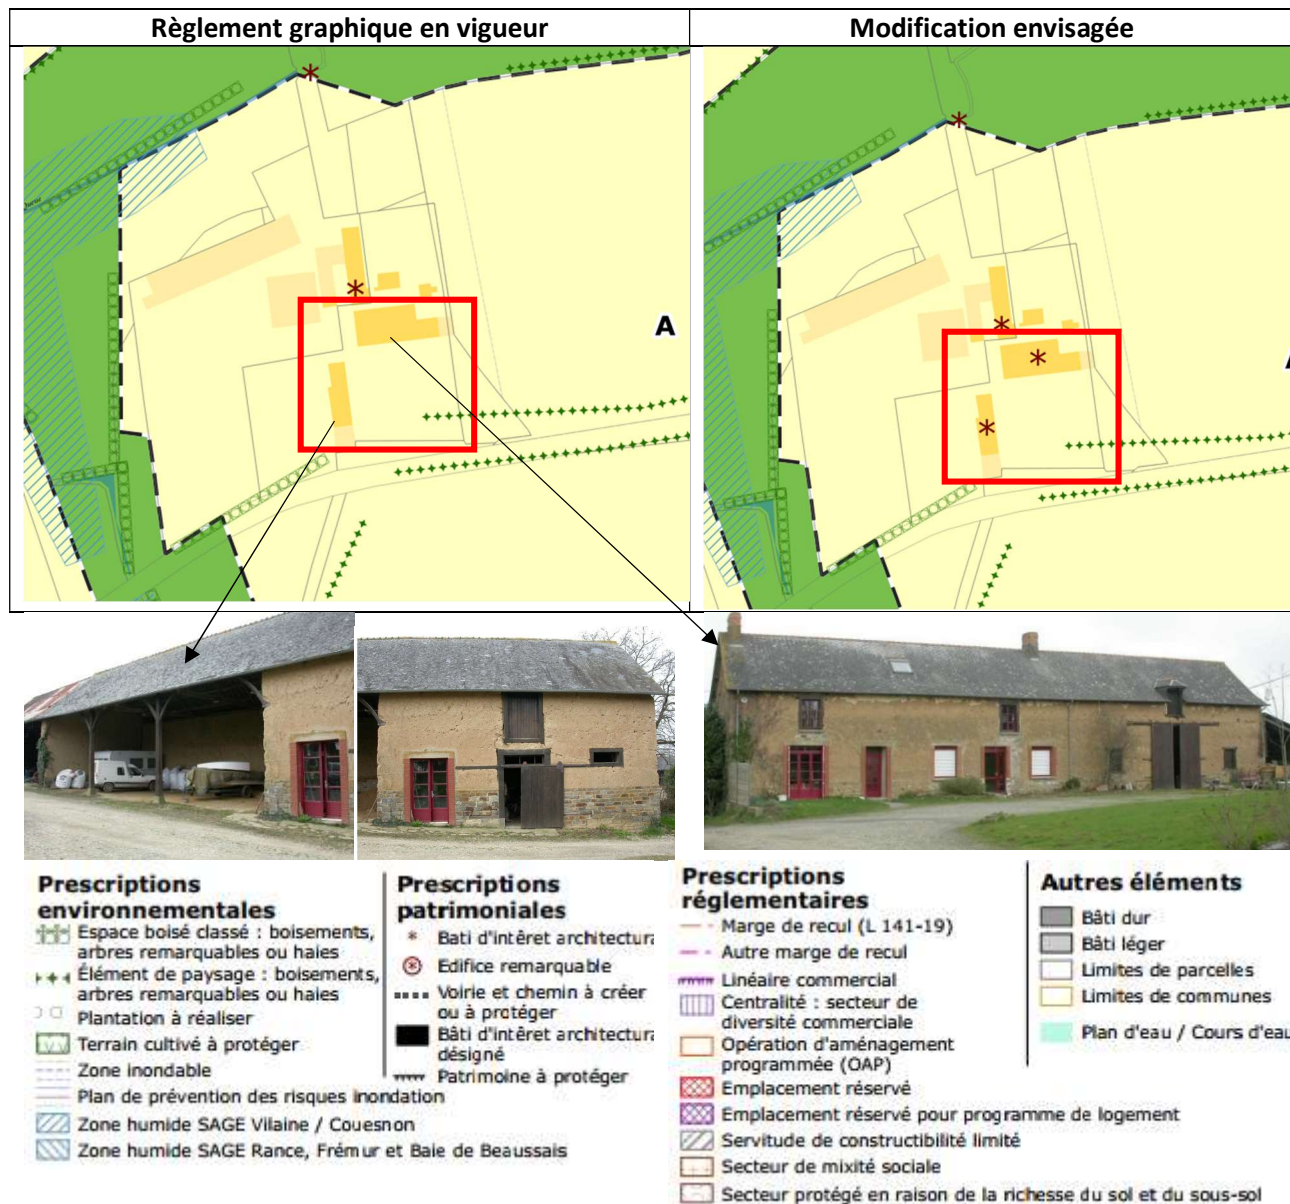 Règlement graphique en vigueur
Modification envisagée
A
Prescriptions
environnementales
Espace boisé classé : boisements,
arbres remarquables ou haies
Élément de paysage : boisements,
arbres remarquables ou haies
Plantation à réaliser
Terrain cultivé à protéger
Zone inondable
Plan de prévention des risques inondation
Zone humide SAGE Vilaine / Couesnon
Zone humide SAGE Rance, Frémur et Baie de Beaussais
Prescriptions
patrimoniales
Bati d'intêret architectura
Edifice remarquable
Voirie et chemin à créer
ou à protéger
Bâti d'intéret architectura
désigné
Patrimoine à protéger
Prescriptions
réglementaires
Marge de recul (L 141-19)
Autre marge de recul
Linéaire commercial
Centralité : secteur de
diversité commerciale
Opération d'aménagement
programmée (OAP)
Emplacement réservé
Emplacement réservé pour programme de logement
Servitude de constructibilité limité
Secteur de mixité sociale
Secteur protégé en raison de la richesse du sol et du sous-sol
Autres éléments
Bâti dur
Bâti léger
Limites de parcelles
Limites de communes
Plan d'eau / Cours d'eau